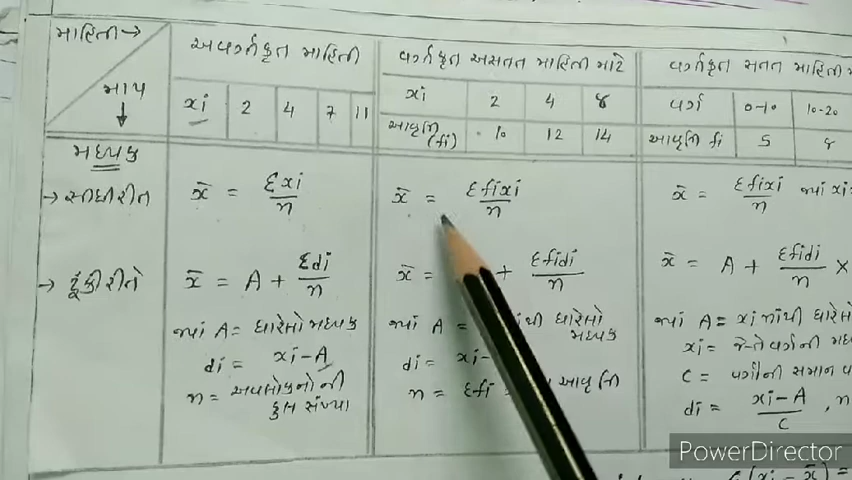 માહિતી→ અવર્ગીકૃત માહિતી વર્ગીકૃત અસતત માહિતી માટે વર્ગીકૃત સતત માહિતી
માપ ↓ xi 2 4 7 11 xi 2 4 8 વર્ગ 0-10 10-20
આવૃત્તિ (fi) 10 12 14 આવૃત્તિ fi 5 8
મધ્યક
→ સીધીરીત x̄ = Σxi/n x̄ = Σfixi/n x̄ = Σfixi/n જ્યાં xi=
→ ટૂંકીરીતે x̄ = A + Σdi/n x̄ = + Σfidi/n x̄ = A + Σfidi/n ×
જ્યાં A = ધારેલો મધ્યક જ્યાં A = ધારેલો મધ્યક જ્યાં A = xi માંથી ધારેલો
di = xi-A di = xi- xi = જે-તે વર્ગની
n = અવલોકનોની કુલ સંખ્યા n = Σfi આવૃત્તિ c = વર્ગોની સમાન
di = xi-A/c , n
PowerDirector